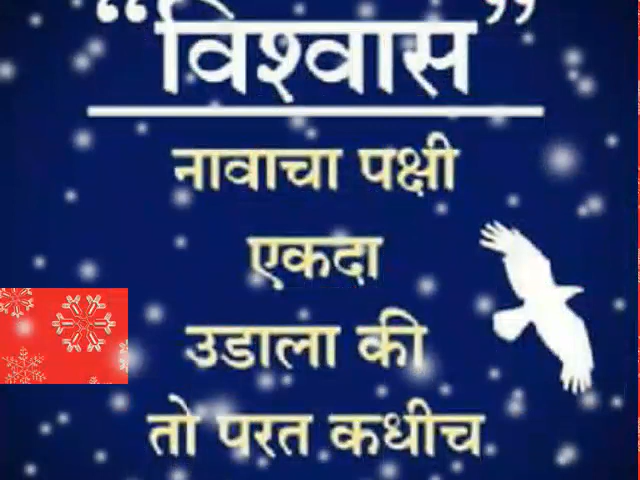 “विश्वास”
नावाचा पक्षी
एकदा
उडाला की
तो परत कधीच